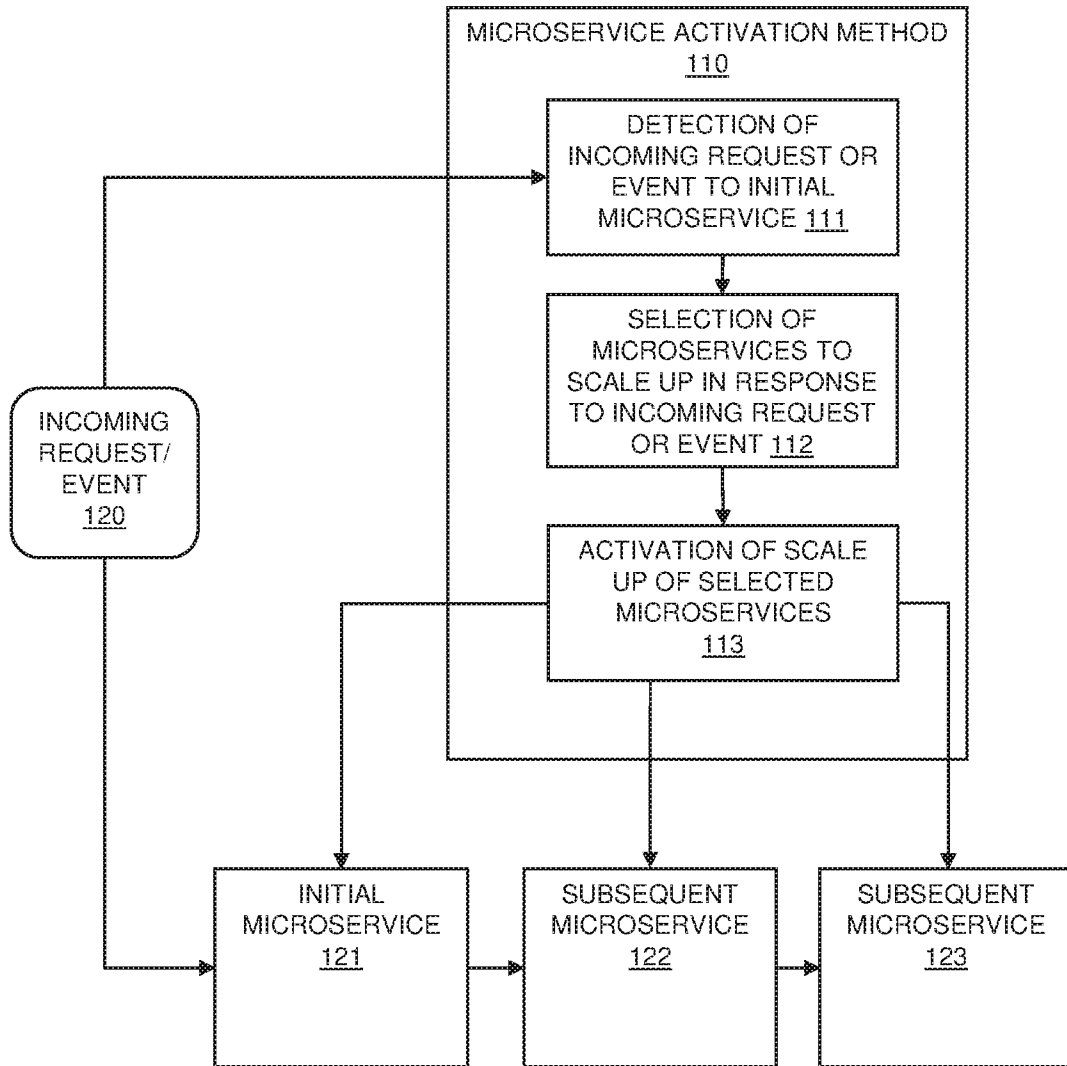 MICROSERVICE ACTIVATION METHOD
110
DETECTION OF
INCOMING REQUEST OR
EVENT TO INITIAL
MICROSERVICE 111
SELECTION OF
MICROSERVICES TO
SCALE UP IN RESPONSE
TO INCOMING REQUEST
OR EVENT 112
INCOMING
REQUEST/
EVENT
120
ACTIVATION OF SCALE
UP OF SELECTED
MICROSERVICES
113
INITIAL
MICROSERVICE
121
SUBSEQUENT
MICROSERVICE
122
SUBSEQUENT
MICROSERVICE
123